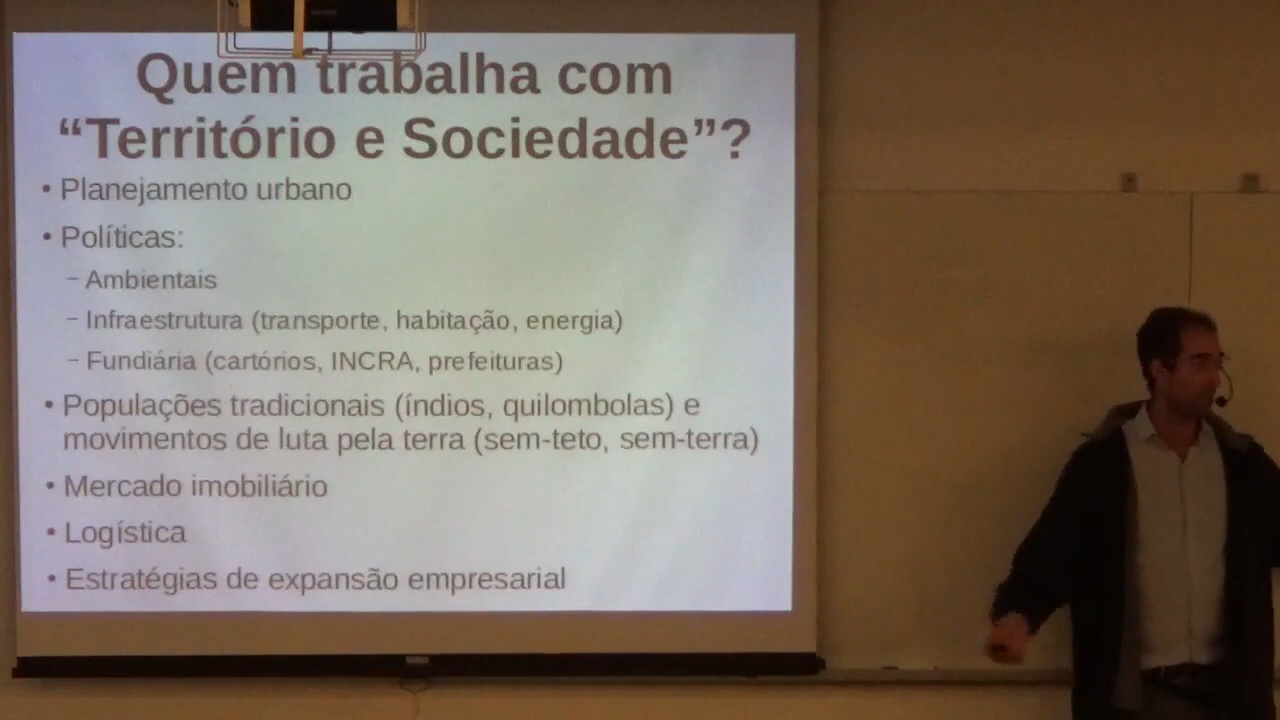 Quem trabalha com
“Território e Sociedade”?
• Planejamento urbano
• Políticas:
– Ambientais
– Infraestrutura (transporte, habitação, energia)
– Fundiária (cartórios, INCRA, prefeituras)
• Populações tradicionais (índios, quilombolas) e
movimentos de luta pela terra (sem-teto, sem-terra)
• Mercado imobiliário
• Logística
• Estratégias de expansão empresarial